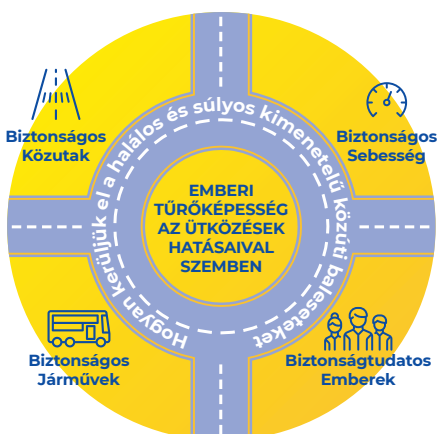 Hogyan kerüljük el a halálos és súlyos kimenetelű közúti baleseteket
Biztonságos
Közutak
Biztonságos
Sebesség
EMBERI
TŰRŐKÉPESSÉG
AZ ÜTKÖZÉSEK
HATÁSAIVAL
SZEMBEN
Biztonságos
Járművek
Biztonságtudatos
Emberek